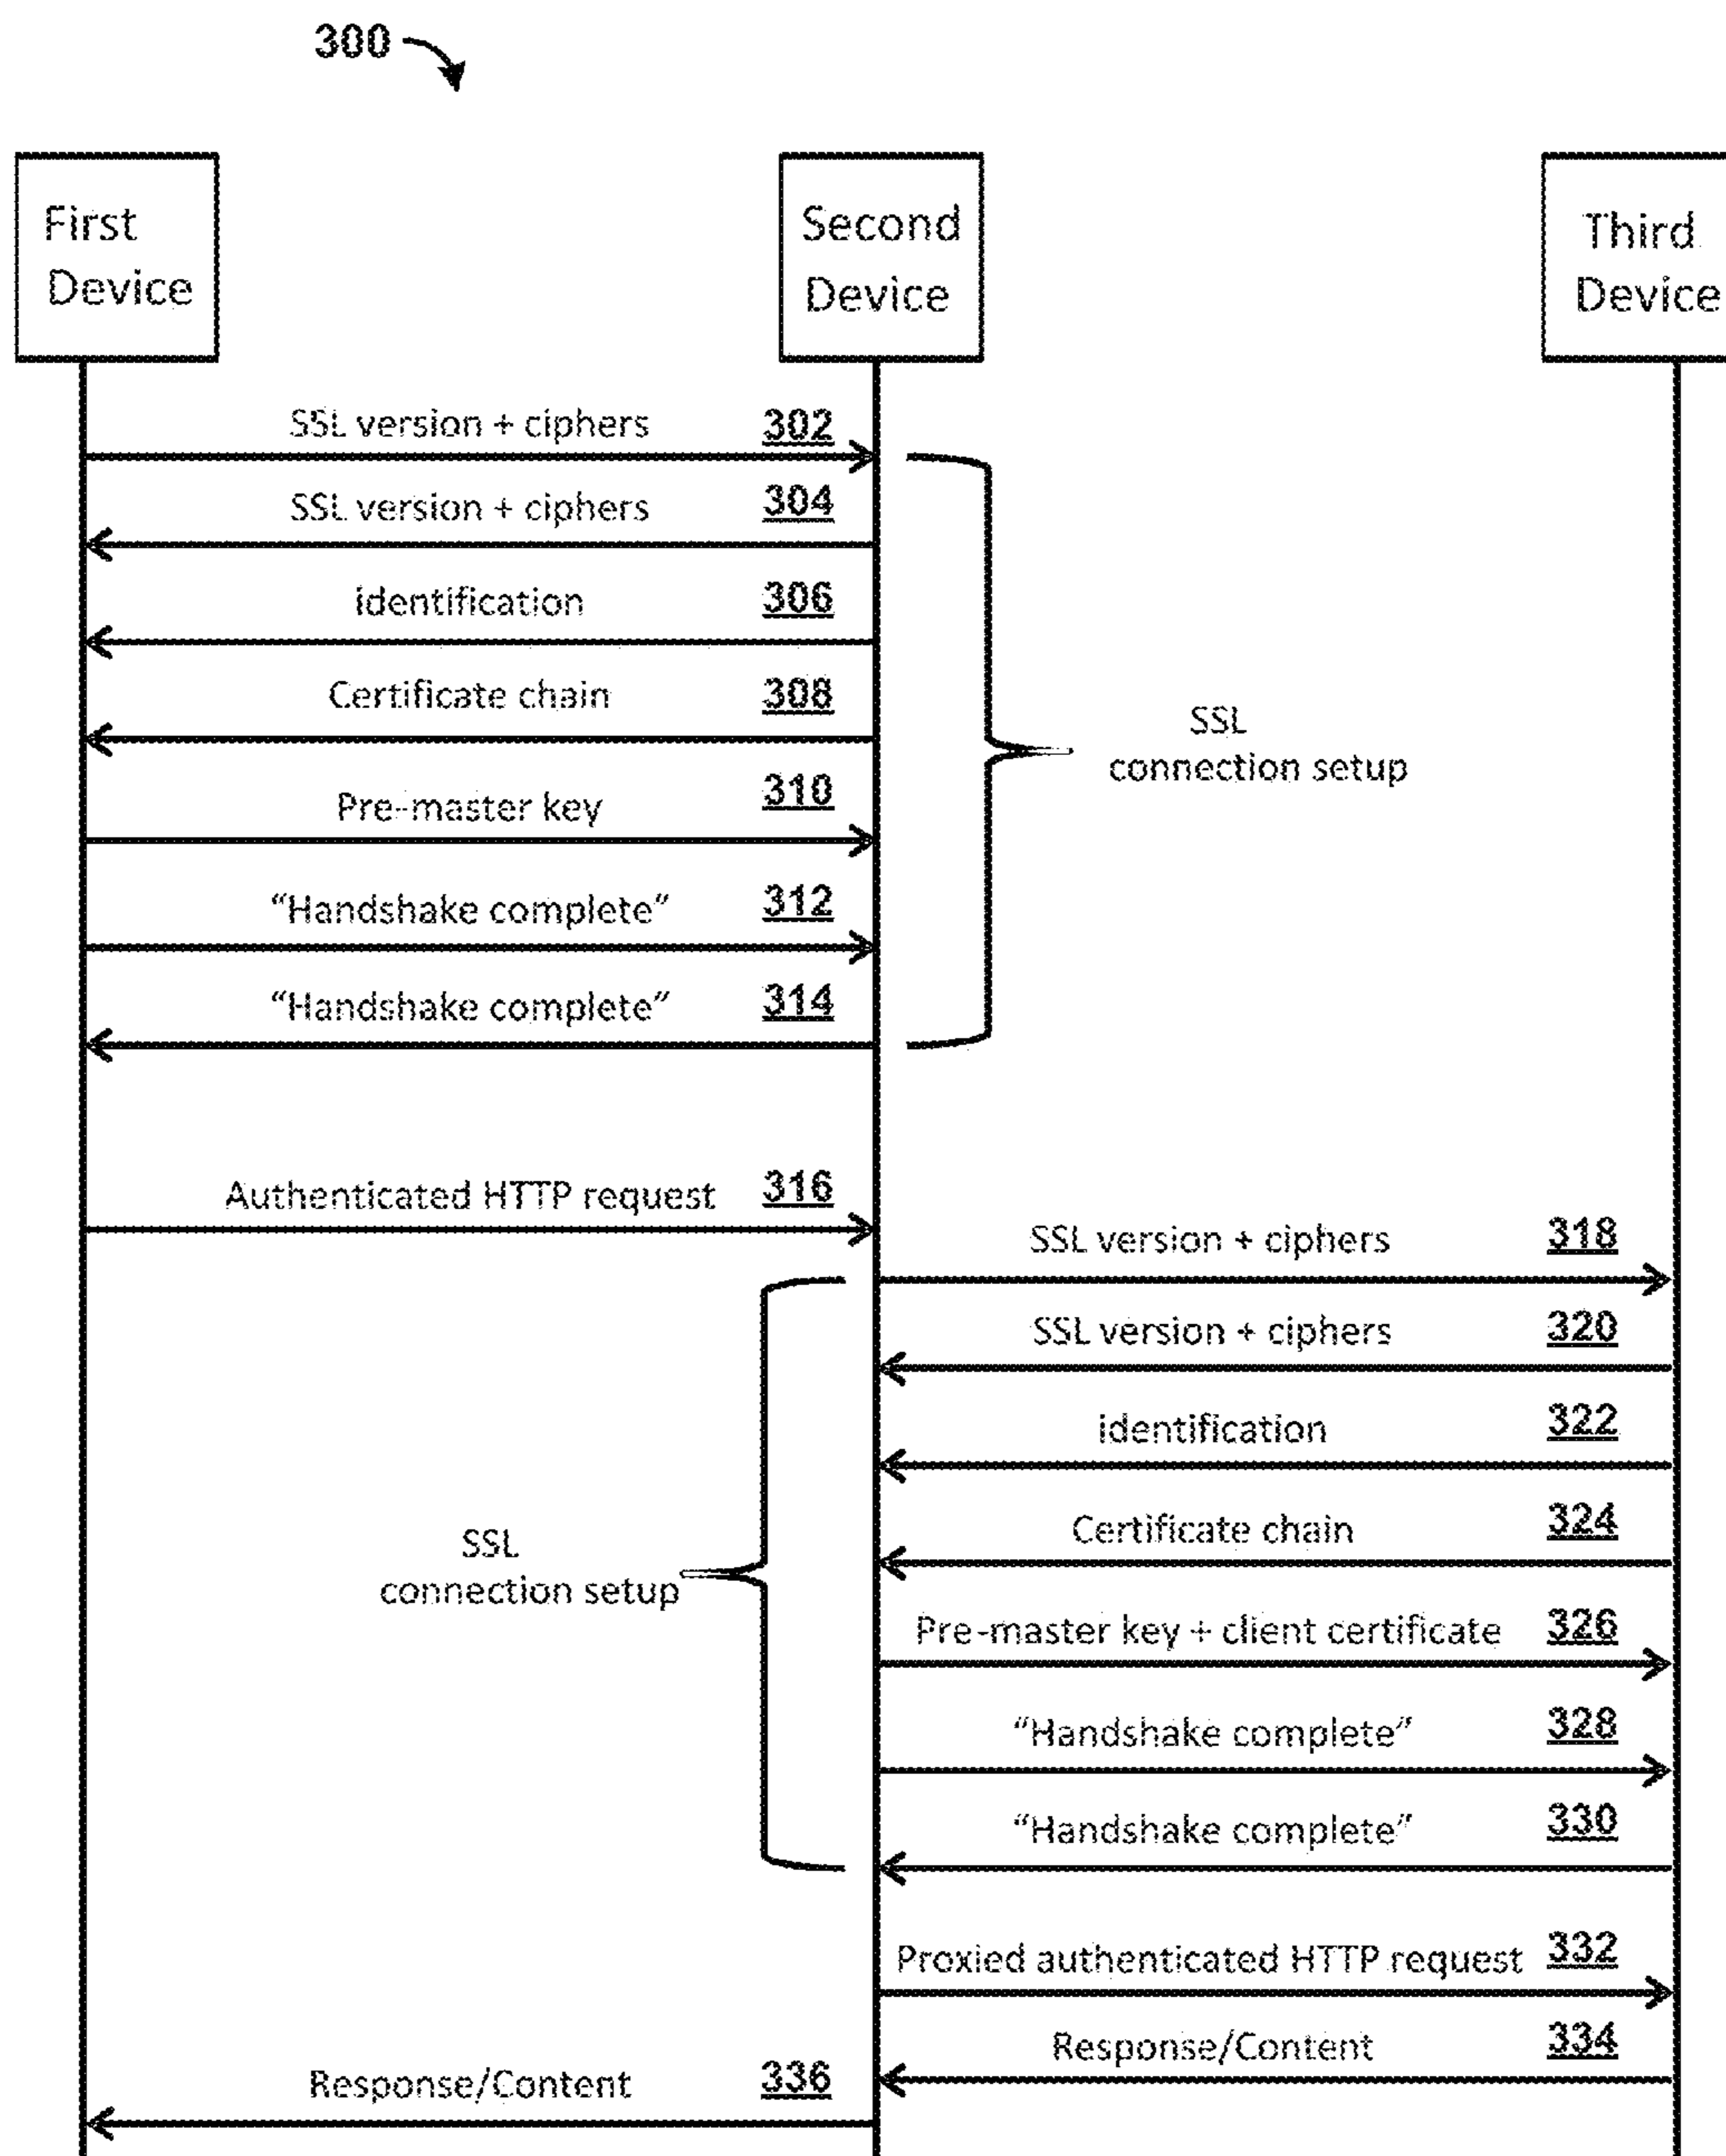 300
First
Device
Second
Device
Third
Device
SSL version + ciphers 302
SSL version + ciphers 304
identification 306
Certificate chain 308
SSL
connection setup
Pre-master key 310
“Handshake complete” 312
“Handshake complete” 314
Authenticated HTTP request 316
SSL version + ciphers 318
SSL version + ciphers 320
identification 322
Certificate chain 324
SSL
connection setup
Pre-master key + client certificate 326
“Handshake complete” 328
“Handshake complete” 330
Proxied authenticated HTTP request 332
Response/Content 334
Response/Content 336